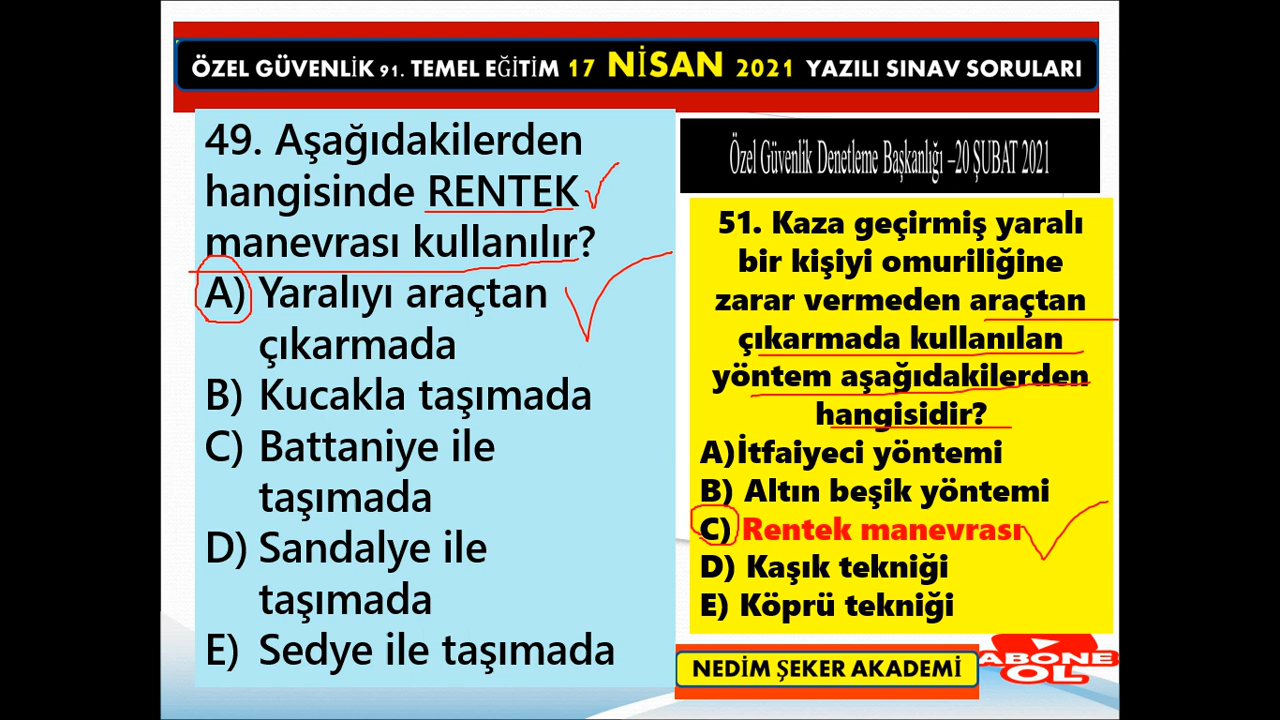 ÖZEL GÜVENLİK 91. TEMEL EĞİTİM 17 NİSAN 2021 YAZILI SINAV SORULARI
49. Aşağıdakilerden
hangisinde RENTEK
manevrası kullanılır?
A) Yaralıyı araçtan
çıkarmada
B) Kucakla taşımada
C) Battaniye ile
taşımada
D) Sandalye ile
taşımada
E) Sedye ile taşımada
Özel Güvenlik Denetleme Başkanlığı –20 ŞUBAT 2021
51. Kaza geçirmiş yaralı
bir kişiyi omuriliğine
zarar vermeden araçtan
çıkarmada kullanılan
yöntem aşağıdakilerden
hangisidir?
A)İtfaiyeci yöntemi
B) Altın beşik yöntemi
C) Rentek manevrası
D) Kaşık tekniği
E) Köprü tekniği
NEDİM ŞEKER AKADEMİ
ABONE
OL